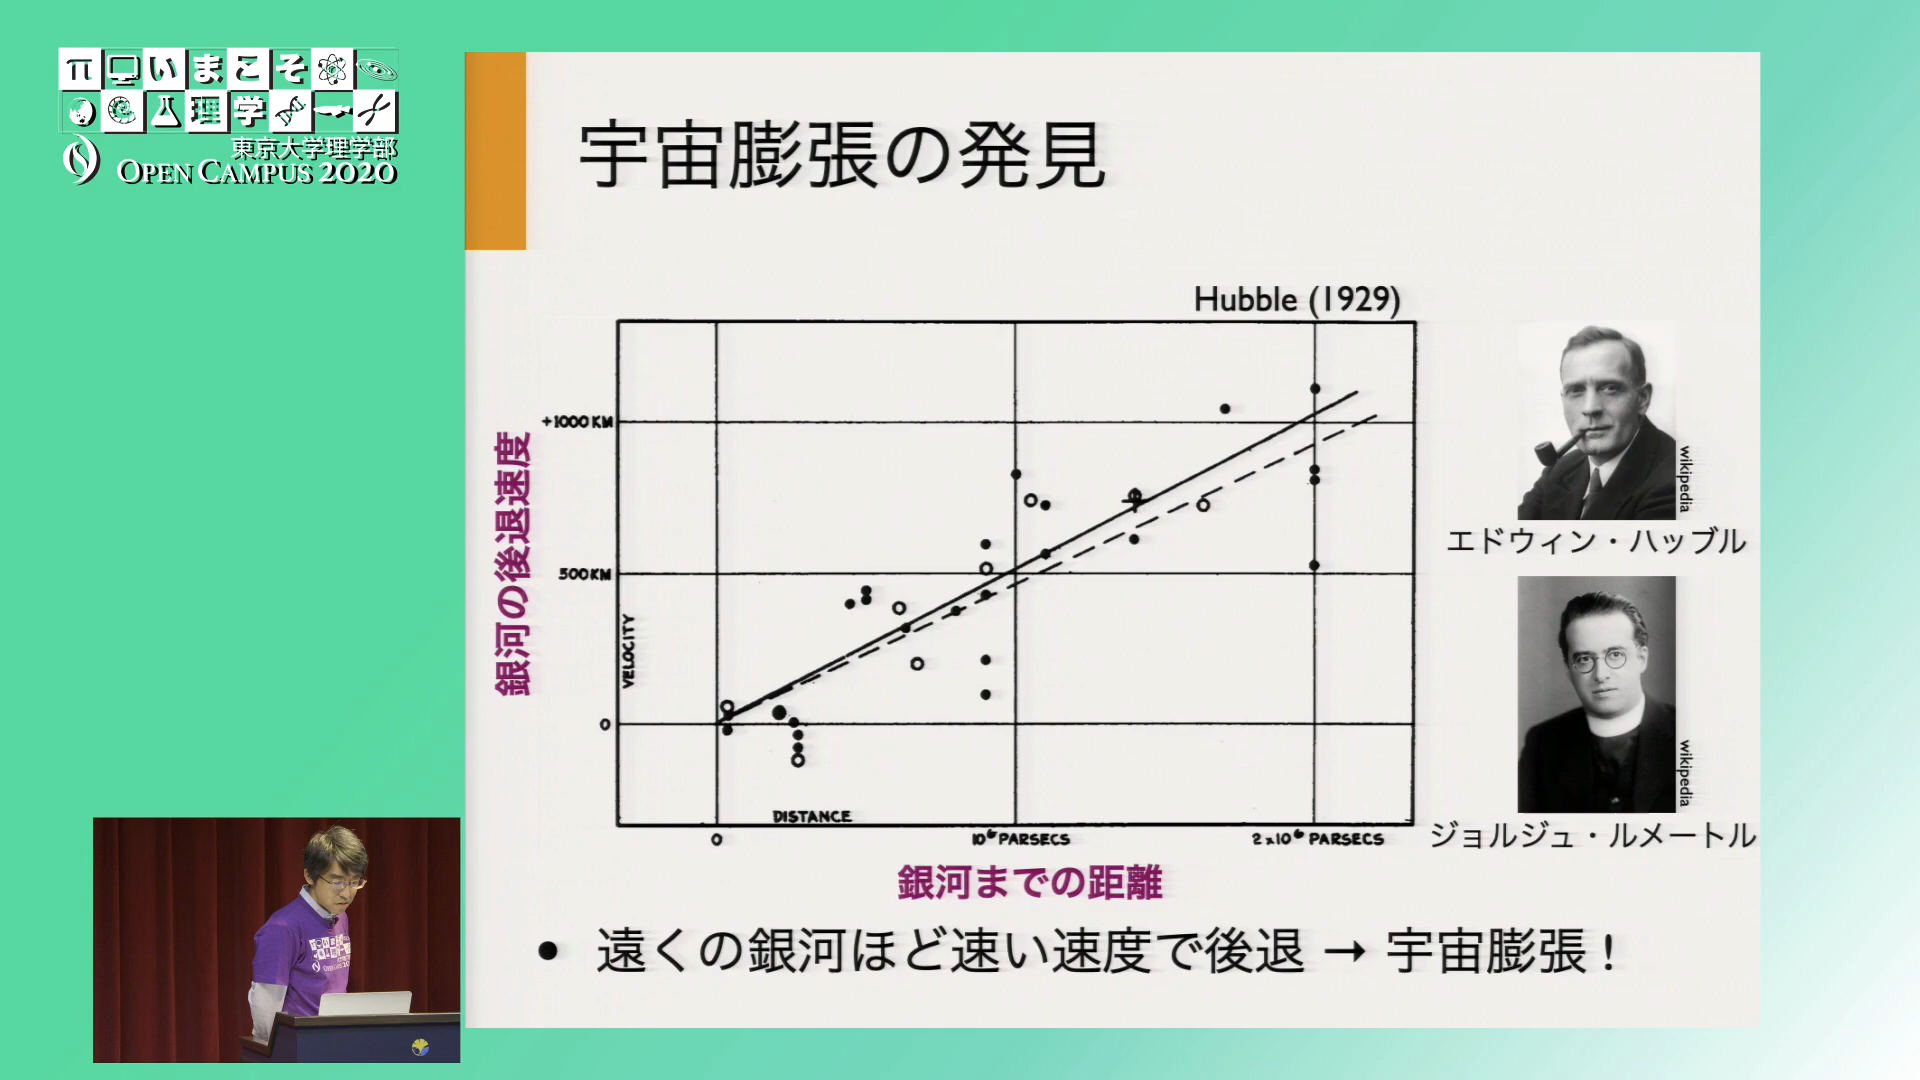 π いまこそ
理学
東京大学理学部
OPEN CAMPUS 2020
宇宙膨張の発見
Hubble (1929)
+1000 KM
500 KM
0
VELOCITY
銀河の後退速度
DISTANCE
0
10⁶ PARSECS
2x10⁶ PARSECS
銀河までの距離
wikipedia
エドウィン・ハッブル
wikipedia
ジョルジュ・ルメートル
• 遠くの銀河ほど速い速度で後退 → 宇宙膨張！